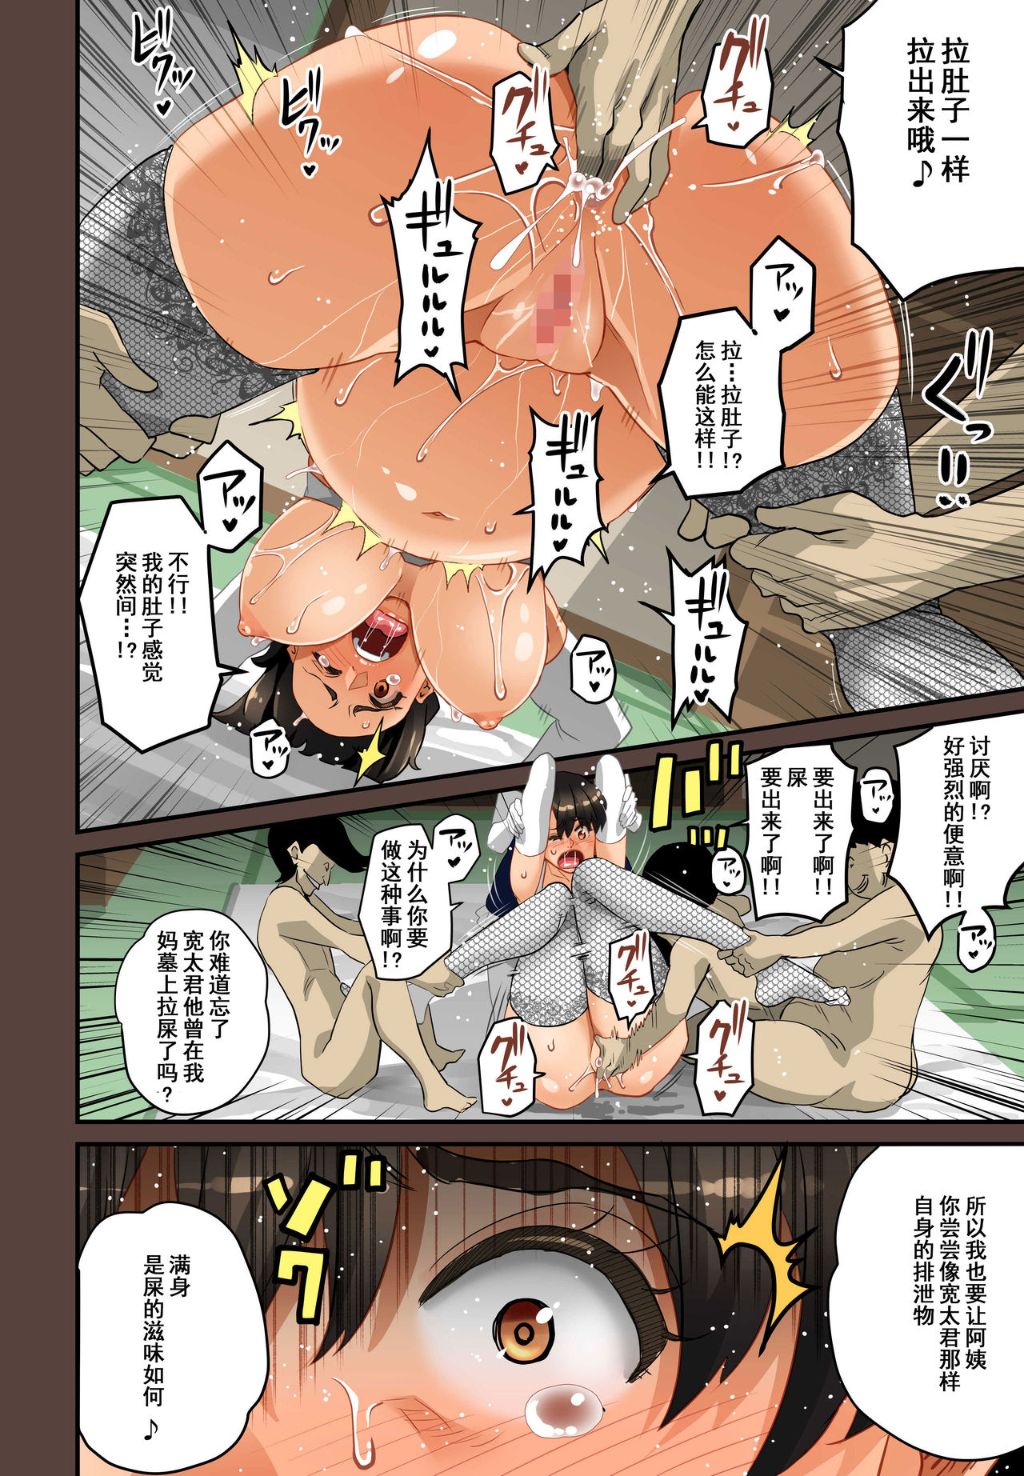 拉肚子一样
拉出来哦♪
グチュ♥
グチュ♥
ビクッ♥
ビクッ♥
ギュルルルル♥
アッ♥
拉…拉肚子!?
怎么能这样!!
ぐっ!!
ギュルルル♥
ギュルルル♥
アッ♥
アッ♥
アッ♥
不行!!
我的肚子感觉
突然间…!?
讨厌啊!?
好强烈的便意啊!!
屎
要出来了啊!!
要出来了啊!!
アッ♥
アッ♥
アッ♥
为什么你要
做这种事啊!?
グチュ♥
グチュ♥
グチュ♥
你难道忘了
宽太君他曾在我
妈墓上拉屎了吗?
所以我也要让阿姨
你尝尝像宽太君那样
自身的排泄物
ゾクッ
满身
是屎的滋味如何♪